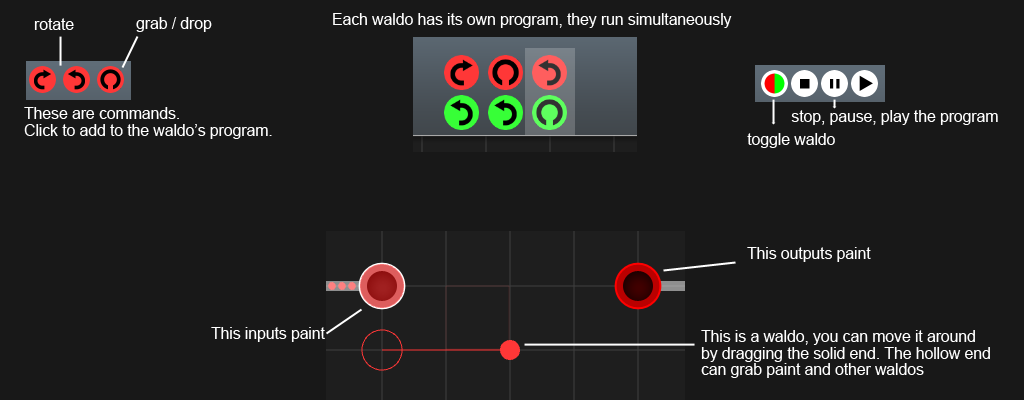 rotate
grab / drop
These are commands.
Click to add to the waldo's program.
Each waldo has its own program, they run simultaneously
stop, pause, play the program
toggle waldo
This inputs paint
This outputs paint
This is a waldo, you can move it around
by dragging the solid end. The hollow end
can grab paint and other waldos